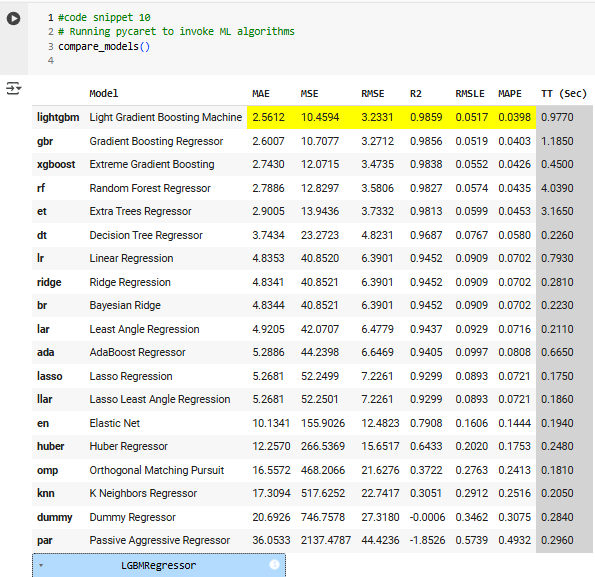 1 #code snippet 10
2 # Running pycaret to invoke ML algorithms
3 compare_models()
4
Model MAE MSE RMSE R2 RMSLE MAPE TT (Sec)
lightgbm Light Gradient Boosting Machine 2.5612 10.4594 3.2331 0.9859 0.0517 0.0398 0.9770
gbr Gradient Boosting Regressor 2.6007 10.7077 3.2712 0.9856 0.0519 0.0403 1.1850
xgboost Extreme Gradient Boosting 2.7430 12.0715 3.4735 0.9838 0.0552 0.0426 0.4500
rf Random Forest Regressor 2.7886 12.8297 3.5806 0.9827 0.0574 0.0435 4.0390
et Extra Trees Regressor 2.9005 13.9436 3.7332 0.9813 0.0599 0.0453 3.1650
dt Decision Tree Regressor 3.7434 23.2723 4.8231 0.9687 0.0767 0.0580 0.2260
lr Linear Regression 4.8353 40.8520 6.3901 0.9452 0.0909 0.0702 0.7930
ridge Ridge Regression 4.8341 40.8521 6.3901 0.9452 0.0909 0.0702 0.2810
br Bayesian Ridge 4.8344 40.8521 6.3901 0.9452 0.0909 0.0702 0.2230
lar Least Angle Regression 4.9205 42.0707 6.4779 0.9437 0.0929 0.0716 0.2110
ada AdaBoost Regressor 5.2886 44.2398 6.6469 0.9405 0.0997 0.0808 0.6650
lasso Lasso Regression 5.2681 52.2499 7.2261 0.9299 0.0893 0.0721 0.1750
llar Lasso Least Angle Regression 5.2681 52.2501 7.2261 0.9299 0.0893 0.0721 0.1860
en Elastic Net 10.1341 155.9026 12.4823 0.7908 0.1606 0.1444 0.1940
huber Huber Regressor 12.2570 266.5369 15.6517 0.6433 0.2020 0.1753 0.2480
omp Orthogonal Matching Pursuit 16.5572 468.2066 21.6276 0.3722 0.2763 0.2413 0.1810
knn K Neighbors Regressor 17.3094 517.6252 22.7417 0.3051 0.2912 0.2516 0.2050
dummy Dummy Regressor 20.6926 746.7578 27.3180 -0.0006 0.3462 0.3075 0.2840
par Passive Aggressive Regressor 36.0533 2137.4787 44.4236 -1.8526 0.5739 0.4932 0.2960
LGBMRegressor